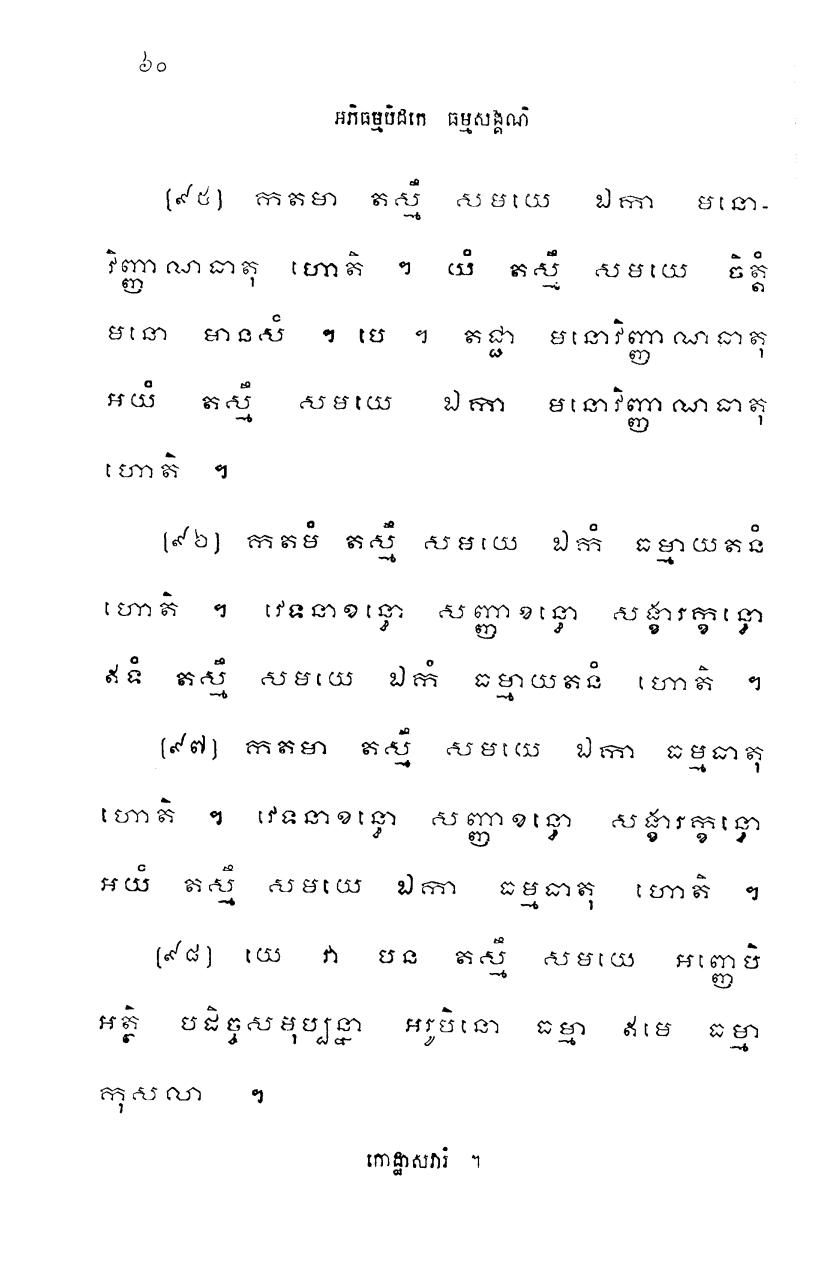 ៦០
អភិធម្មបិដកេ ធម្មសង្គណិ
[៩៥] កតមា តស្មឹ សមយេ ឯកា មនោ-
វិញ្ញាណធាតុ ហោតិ ។ យំ តស្មឹ សមយេ ចិត្តំ
មនោ មានសំ ។ បេ ។ តជ្ជា មនោវិញ្ញាណធាតុ
អយំ តស្មឹ សមយេ ឯកា មនោវិញ្ញាណធាតុ
ហោតិ ។
[៩៦] កតមំ តស្មឹ សមយេ ឯកំ ធម្មាយតនំ
ហោតិ ។ វេទនាខន្ធោ សញ្ញាខន្ធោ សង្ខារក្ខន្ធោ
ឥទំ តស្មឹ សមយេ ឯកំ ធម្មាយតនំ ហោតិ ។
[៩៧] កតមា តស្មឹ សមយេ ឯកា ធម្មធាតុ
ហោតិ ។ វេទនាខន្ធោ សញ្ញាខន្ធោ សង្ខារក្ខន្ធោ
អយំ តស្មឹ សមយេ ឯកា ធម្មធាតុ ហោតិ ។
[៩៨] យេ វា បន តស្មឹ សមយេ អញ្ញេបិ
អត្ថិ បដិច្ចសមុប្បន្នា អរូបិនោ ធម្មា ឥមេ ធម្មា
កុសលា ។
កោដ្ឋាសវារំ ។